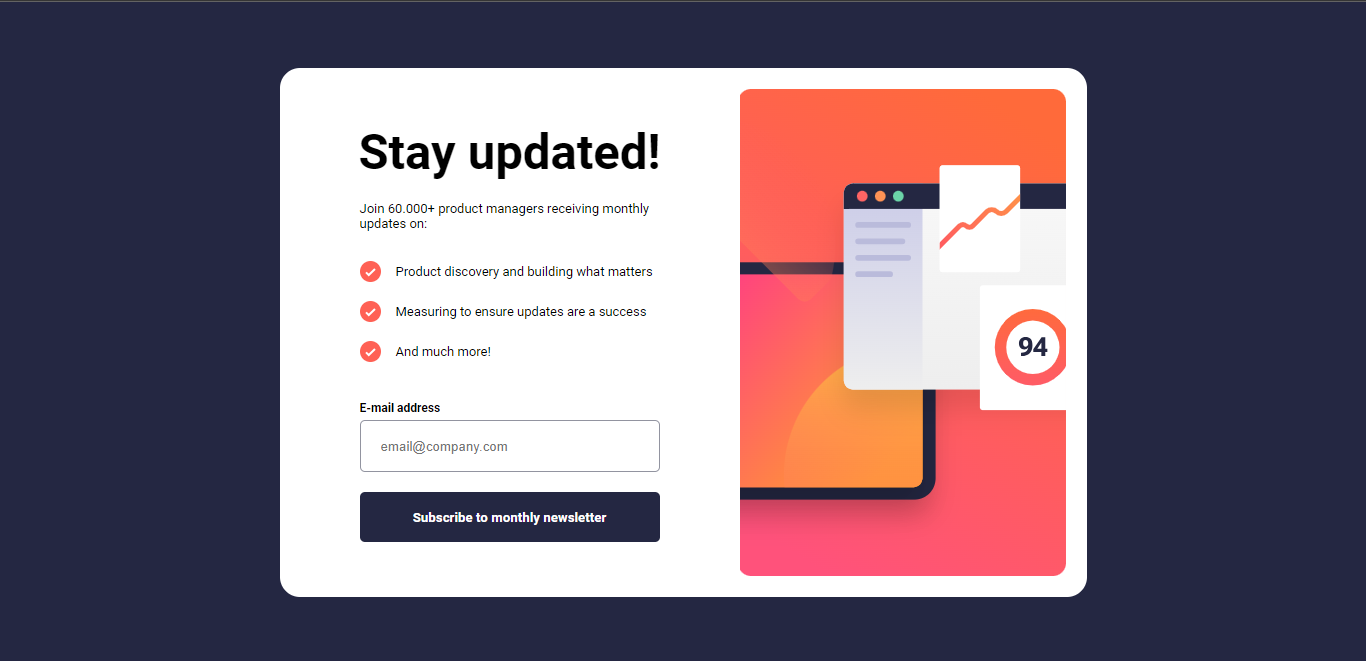 Stay updated!
Join 60.000+ product managers receiving monthly
updates on:
Product discovery and building what matters
Measuring to ensure updates are a success
And much more!
E-mail address
email@company.com
Subscribe to monthly newsletter
94